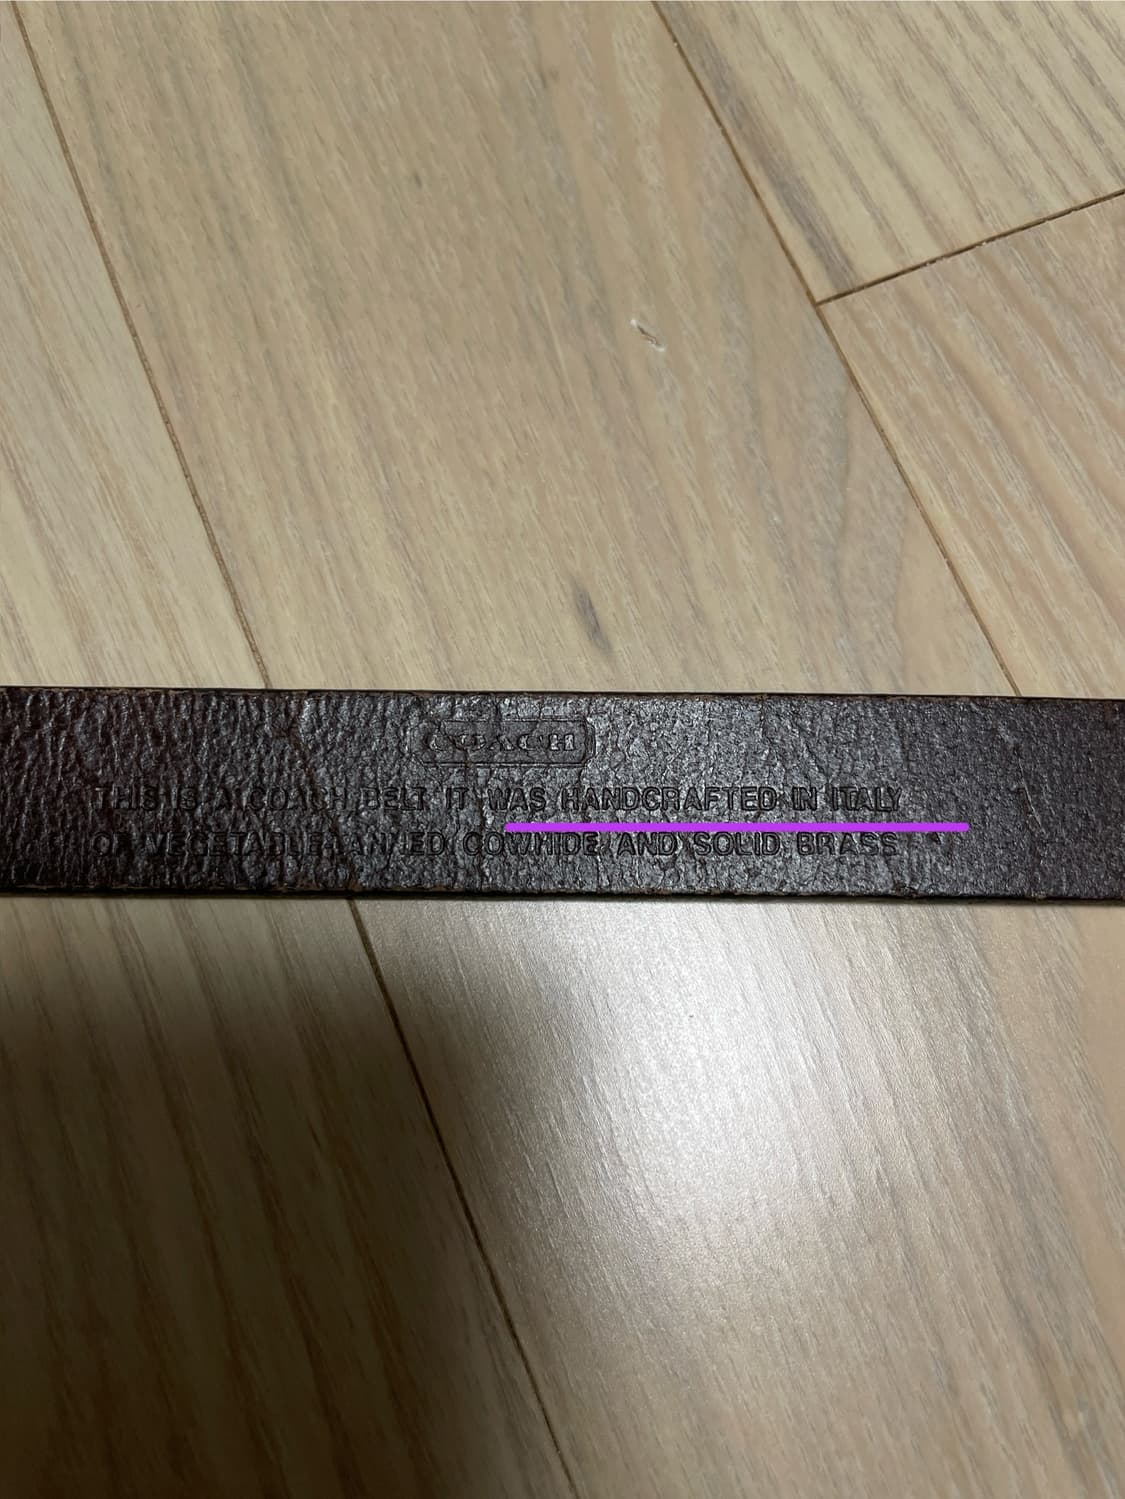 COACH
THIS IS A COACH BELT IT WAS HANDCRAFTED IN ITALY
OF VEGETABLE TANNED COWHIDE AND SOLID BRASS